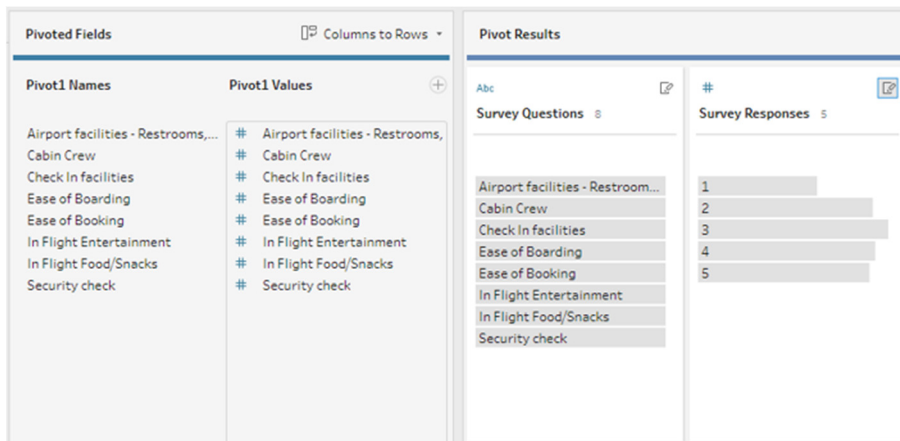 Pivoted Fields
Columns to Rows
Pivot1 Names
Pivot1 Values
Airport facilities - Restrooms,...
Cabin Crew
Check In facilities
Ease of Boarding
Ease of Booking
In Flight Entertainment
In Flight Food/Snacks
Security check
# Airport facilities - Restrooms,
# Cabin Crew
# Check In facilities
# Ease of Boarding
# Ease of Booking
# In Flight Entertainment
# In Flight Food/Snacks
# Security check
Pivot Results
Abc
Survey Questions 8
Airport facilities - Restroom...
Cabin Crew
Check In facilities
Ease of Boarding
Ease of Booking
In Flight Entertainment
In Flight Food/Snacks
Security check
#
Survey Responses 5
1
2
3
4
5